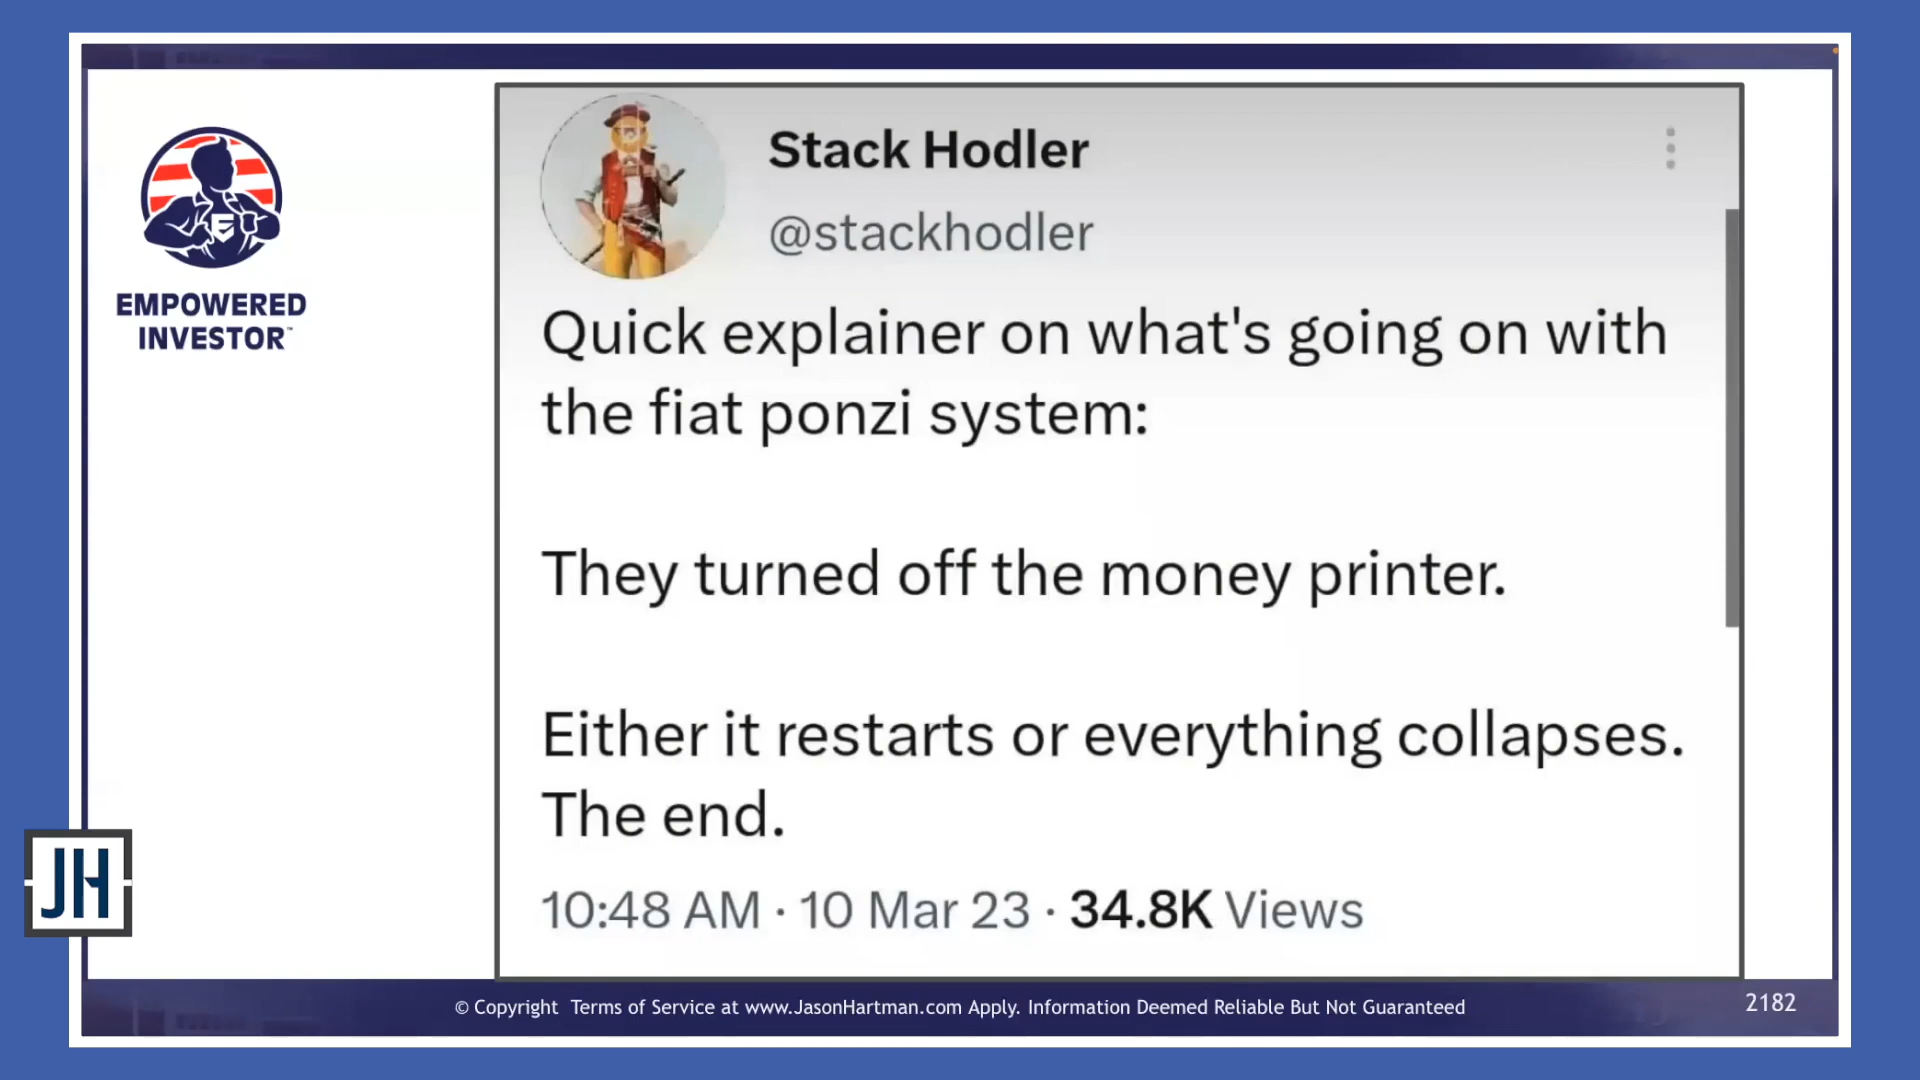 EMPOWERED
INVESTOR™
Stack Hodler
@stackhodler
Quick explainer on what's going on with
the fiat ponzi system:
They turned off the money printer.
Either it restarts or everything collapses.
The end.
10:48 AM · 10 Mar 23 · 34.8K Views
JH
© Copyright Terms of Service at www.JasonHartman.com Apply. Information Deemed Reliable But Not Guaranteed
2182